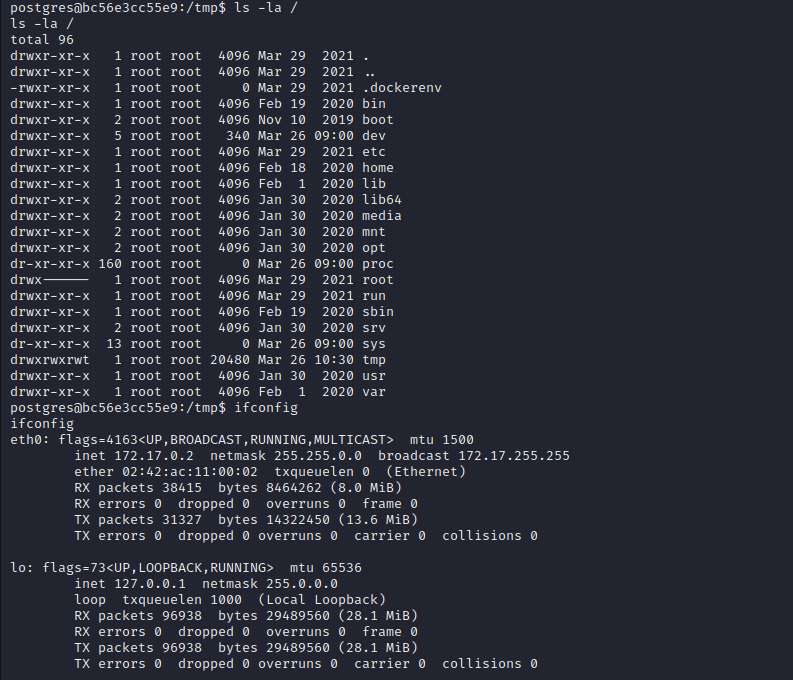 postgres@bc56e3cc55e9:/tmp$ ls -la /
ls -la /
total 96
drwxr-xr-x   1 root root  4096 Mar 29  2021 .
drwxr-xr-x   1 root root  4096 Mar 29  2021 ..
-rwxr-xr-x   1 root root     0 Mar 29  2021 .dockerenv
drwxr-xr-x   1 root root  4096 Feb 19  2020 bin
drwxr-xr-x   2 root root  4096 Nov 10  2019 boot
drwxr-xr-x   5 root root   340 Mar 26 09:00 dev
drwxr-xr-x   1 root root  4096 Mar 29  2021 etc
drwxr-xr-x   1 root root  4096 Feb 18  2020 home
drwxr-xr-x   1 root root  4096 Feb  1  2020 lib
drwxr-xr-x   2 root root  4096 Jan 30  2020 lib64
drwxr-xr-x   2 root root  4096 Jan 30  2020 media
drwxr-xr-x   2 root root  4096 Jan 30  2020 mnt
drwxr-xr-x   2 root root  4096 Jan 30  2020 opt
dr-xr-xr-x 160 root root     0 Mar 26 09:00 proc
drwx------   1 root root  4096 Mar 29  2021 root
drwxr-xr-x   1 root root  4096 Mar 29  2021 run
drwxr-xr-x   1 root root  4096 Feb 19  2020 sbin
drwxr-xr-x   2 root root  4096 Jan 30  2020 srv
dr-xr-xr-x  13 root root     0 Mar 26 09:00 sys
drwxrwxrwt   1 root root 20480 Mar 26 10:30 tmp
drwxr-xr-x   1 root root  4096 Jan 30  2020 usr
drwxr-xr-x   1 root root  4096 Feb  1  2020 var
postgres@bc56e3cc55e9:/tmp$ ifconfig
ifconfig
eth0: flags=4163<UP,BROADCAST,RUNNING,MULTICAST>  mtu 1500
        inet 172.17.0.2  netmask 255.255.0.0  broadcast 172.17.255.255
        ether 02:42:ac:11:00:02  txqueuelen 0  (Ethernet)
        RX packets 38415  bytes 8464262 (8.0 MiB)
        RX errors 0  dropped 0  overruns 0  frame 0
        TX packets 31327  bytes 14322450 (13.6 MiB)
        TX errors 0  dropped 0 overruns 0  carrier 0  collisions 0

lo: flags=73<UP,LOOPBACK,RUNNING>  mtu 65536
        inet 127.0.0.1  netmask 255.0.0.0
        loop  txqueuelen 1000  (Local Loopback)
        RX packets 96938  bytes 29489560 (28.1 MiB)
        RX errors 0  dropped 0  overruns 0  frame 0
        TX packets 96938  bytes 29489560 (28.1 MiB)
        TX errors 0  dropped 0 overruns 0  carrier 0  collisions 0